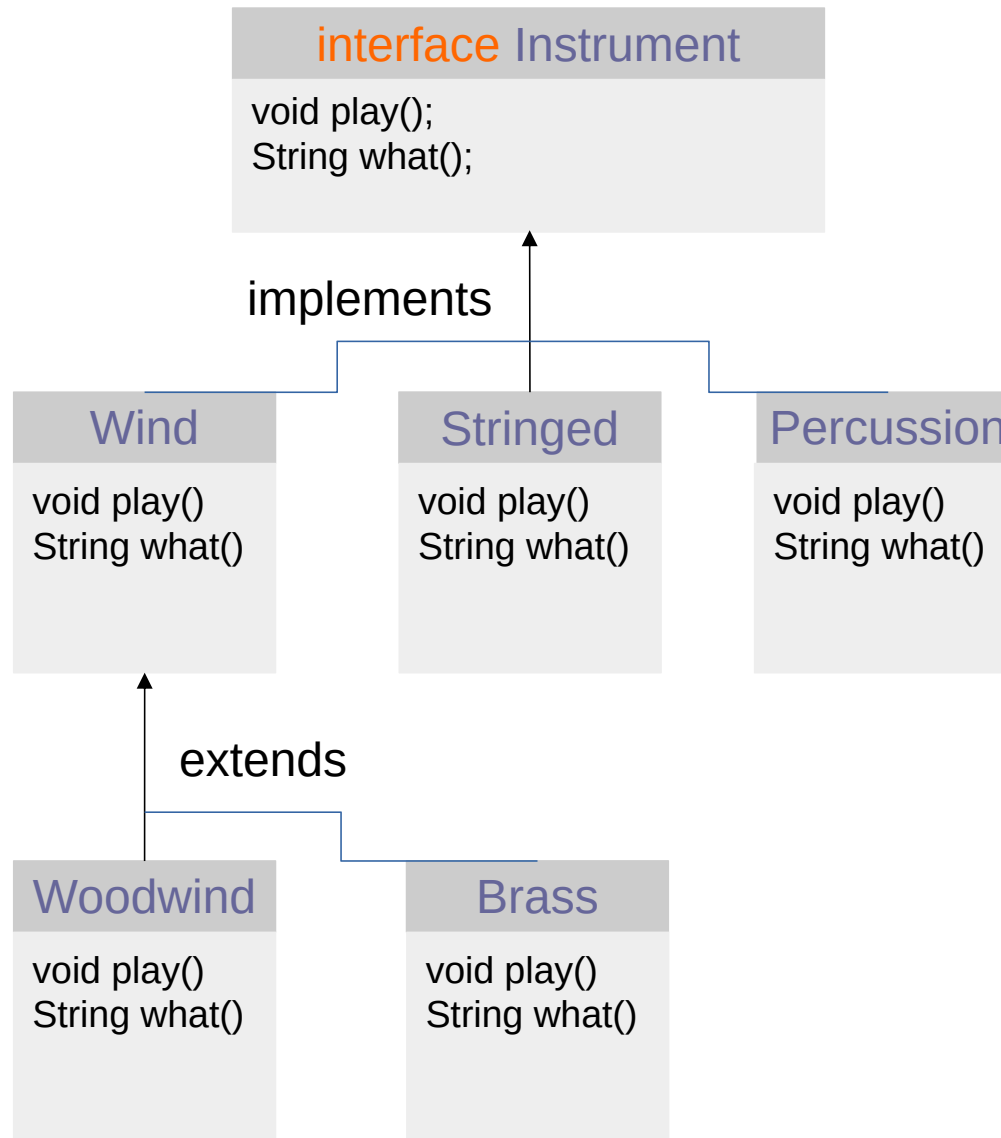 interface Instrument
void play();
String what();
implements
Wind
void play()
String what()
Stringed
void play()
String what()
Percussion
void play()
String what()
extends
Woodwind
void play()
String what()
Brass
void play()
String what()